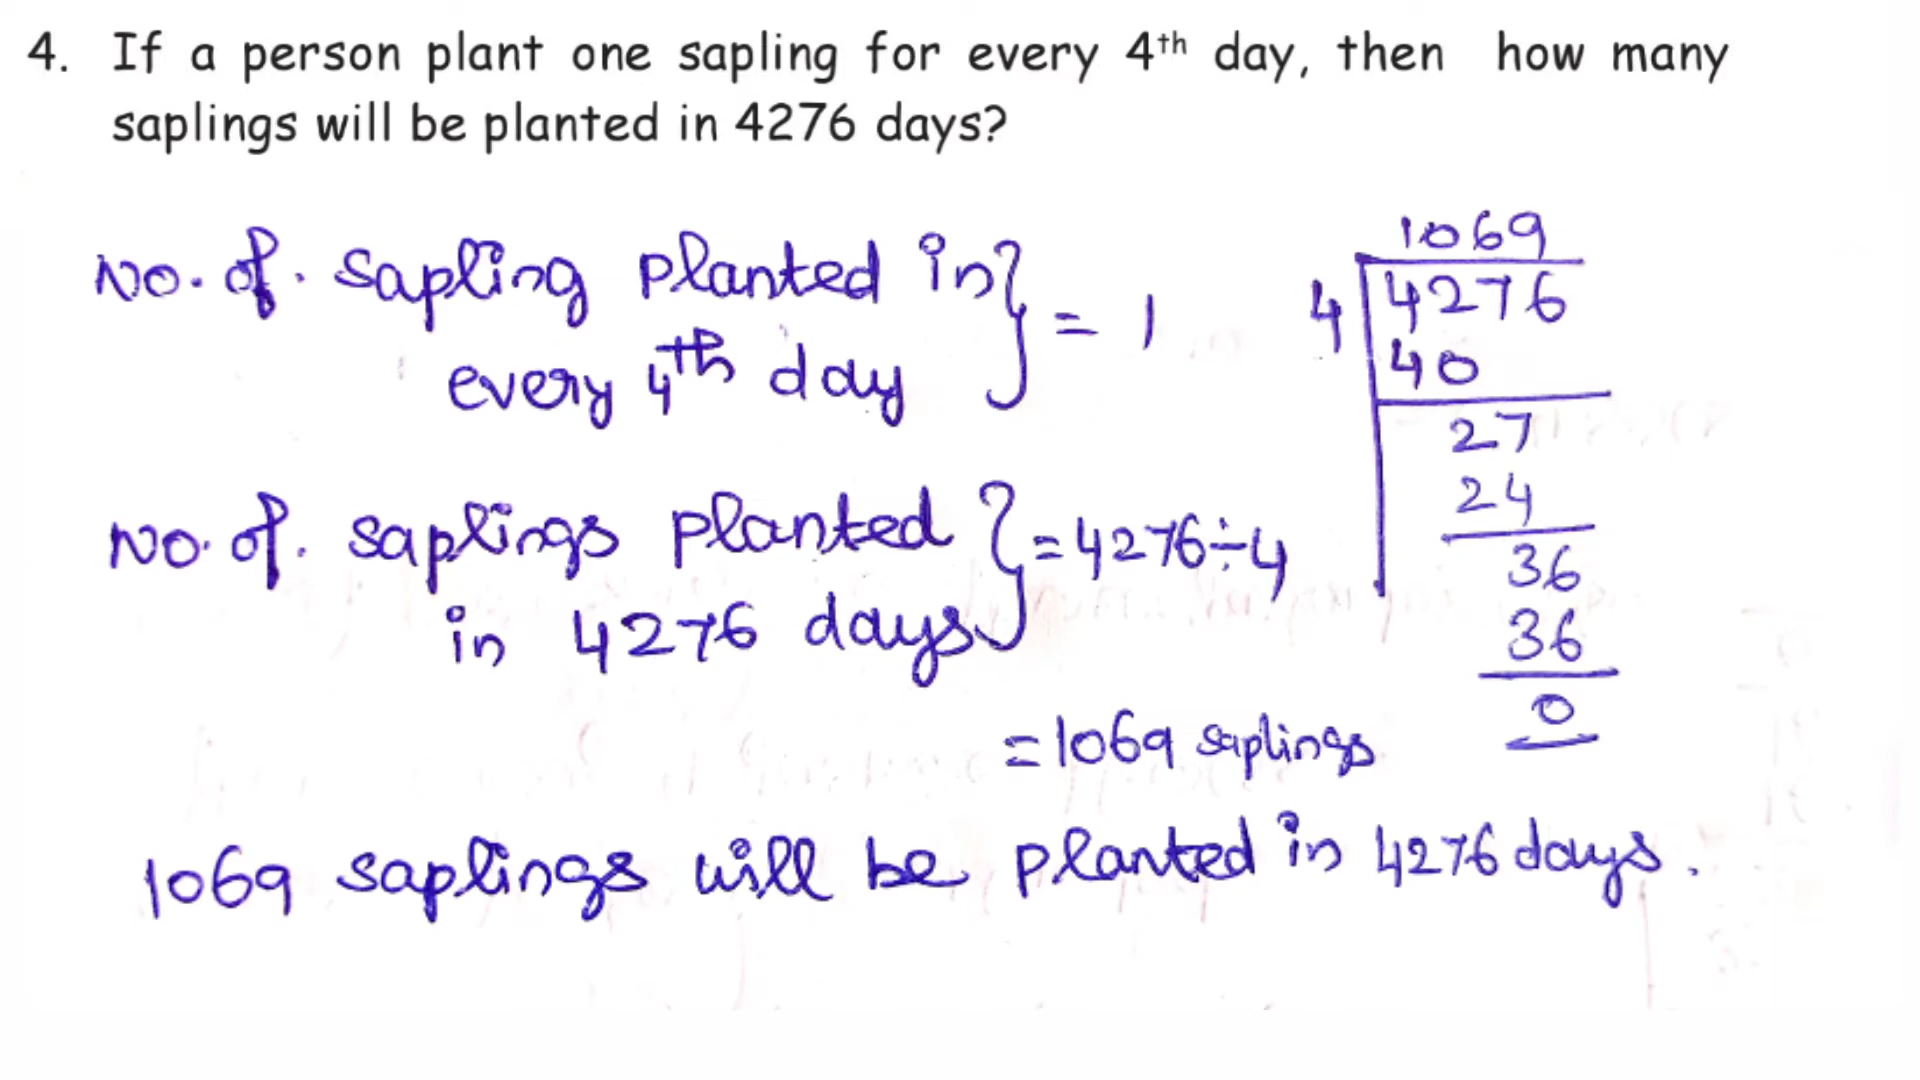 4. If a person plant one sapling for every 4th day, then how many
saplings will be planted in 4276 days?
No. of. sapling planted in } = 1
every 4th day
No. of. saplings planted } = 4276÷4
in 4276 days
= 1069 saplings
1069 saplings will be planted in 4276 days.
1069
4 4276
40
27
24
36
36
0